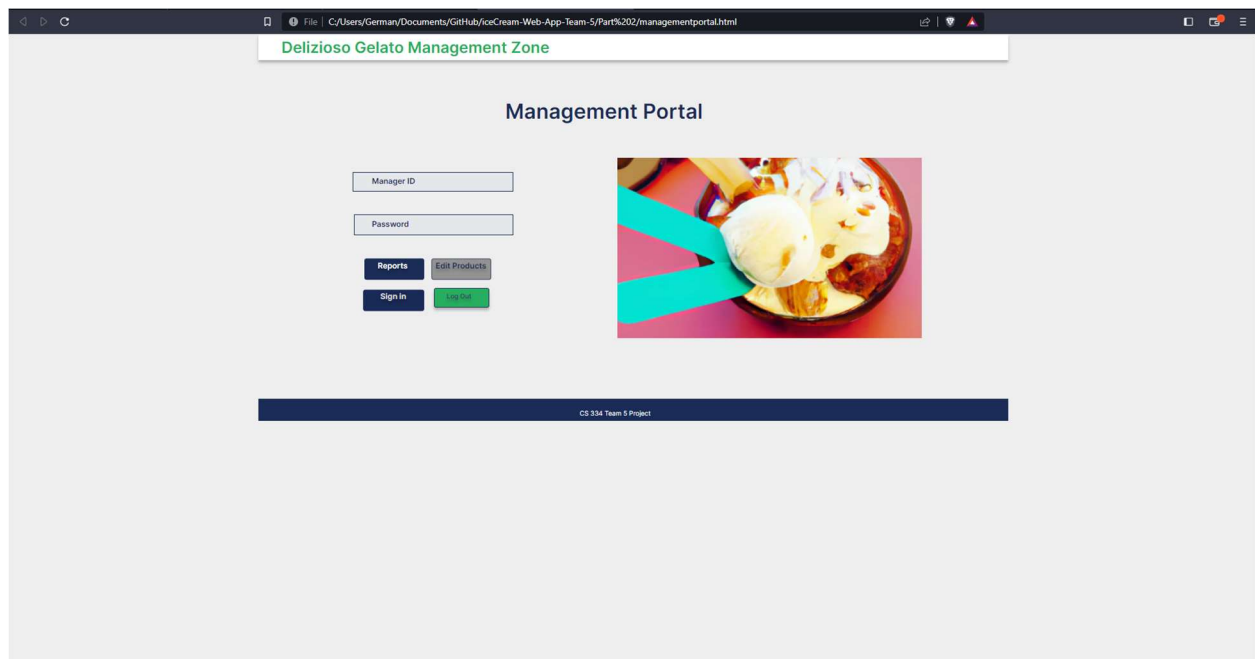 File | C:/Users/German/Documents/GitHub/iceCream-Web-App-Team-5/Part%202/managementportal.html
Delizioso Gelato Management Zone
Management Portal
Manager ID
Password
Reports Edit Products
Sign in Log Out
CS 334 Team 5 Project